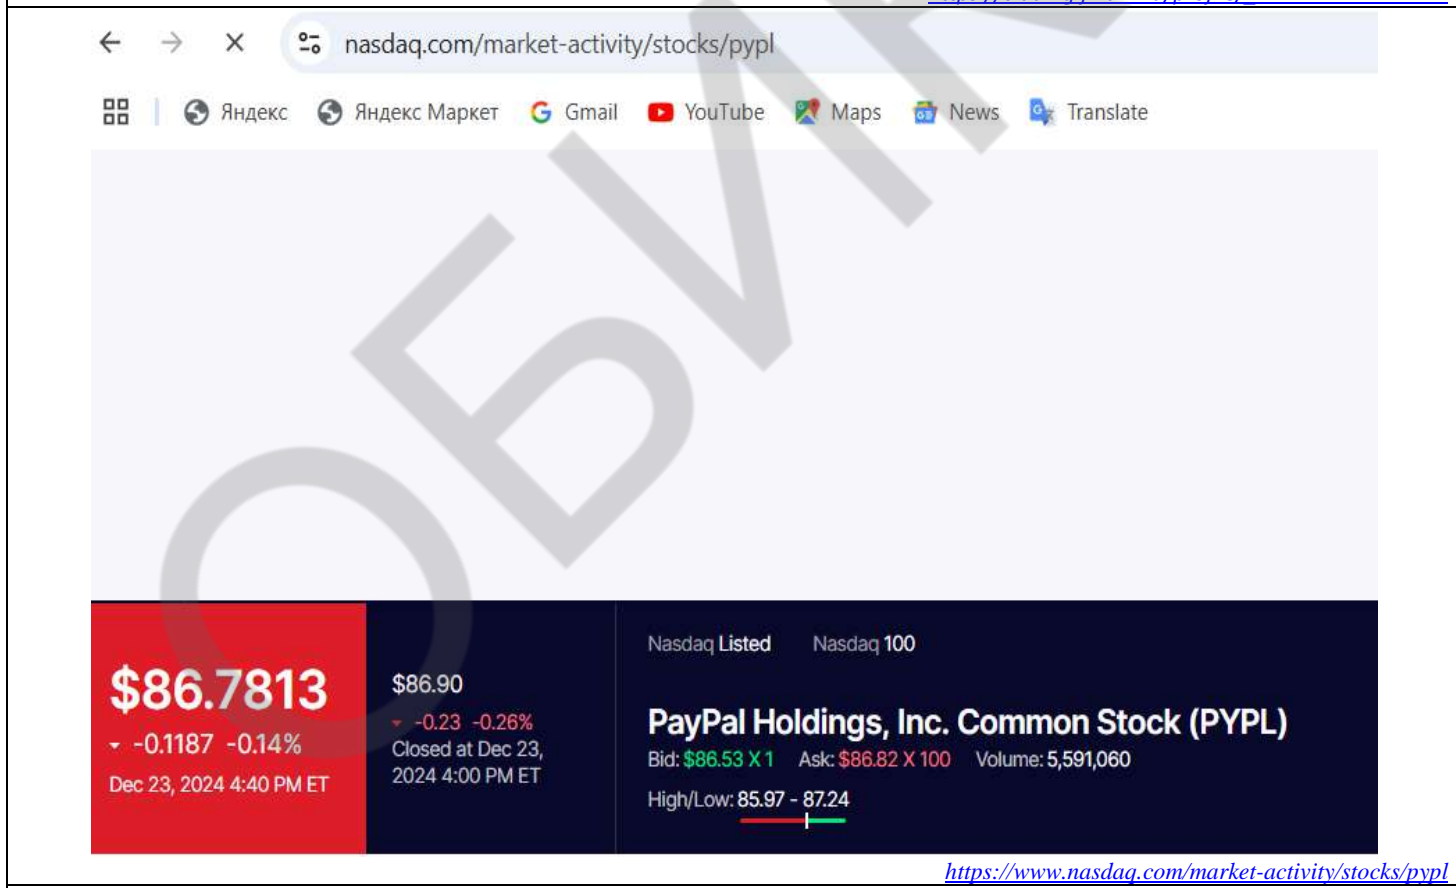 nasdaq.com/market-activity/stocks/pypl
Яндекс Яндекс Маркет Gmail YouTube Maps News Translate
ОБИ
$86.7813
-0.1187 -0.14%
Dec 23, 2024 4:40 PM ET
$86.90
-0.23 -0.26%
Closed at Dec 23,
2024 4:00 PM ET
Nasdaq Listed Nasdaq 100
PayPal Holdings, Inc. Common Stock (PYPL)
Bid: $86.53 X 1 Ask: $86.82 X 100 Volume: 5,591,060
High/Low: 85.97 - 87.24
https://www.nasdaq.com/market-activity/stocks/pypl